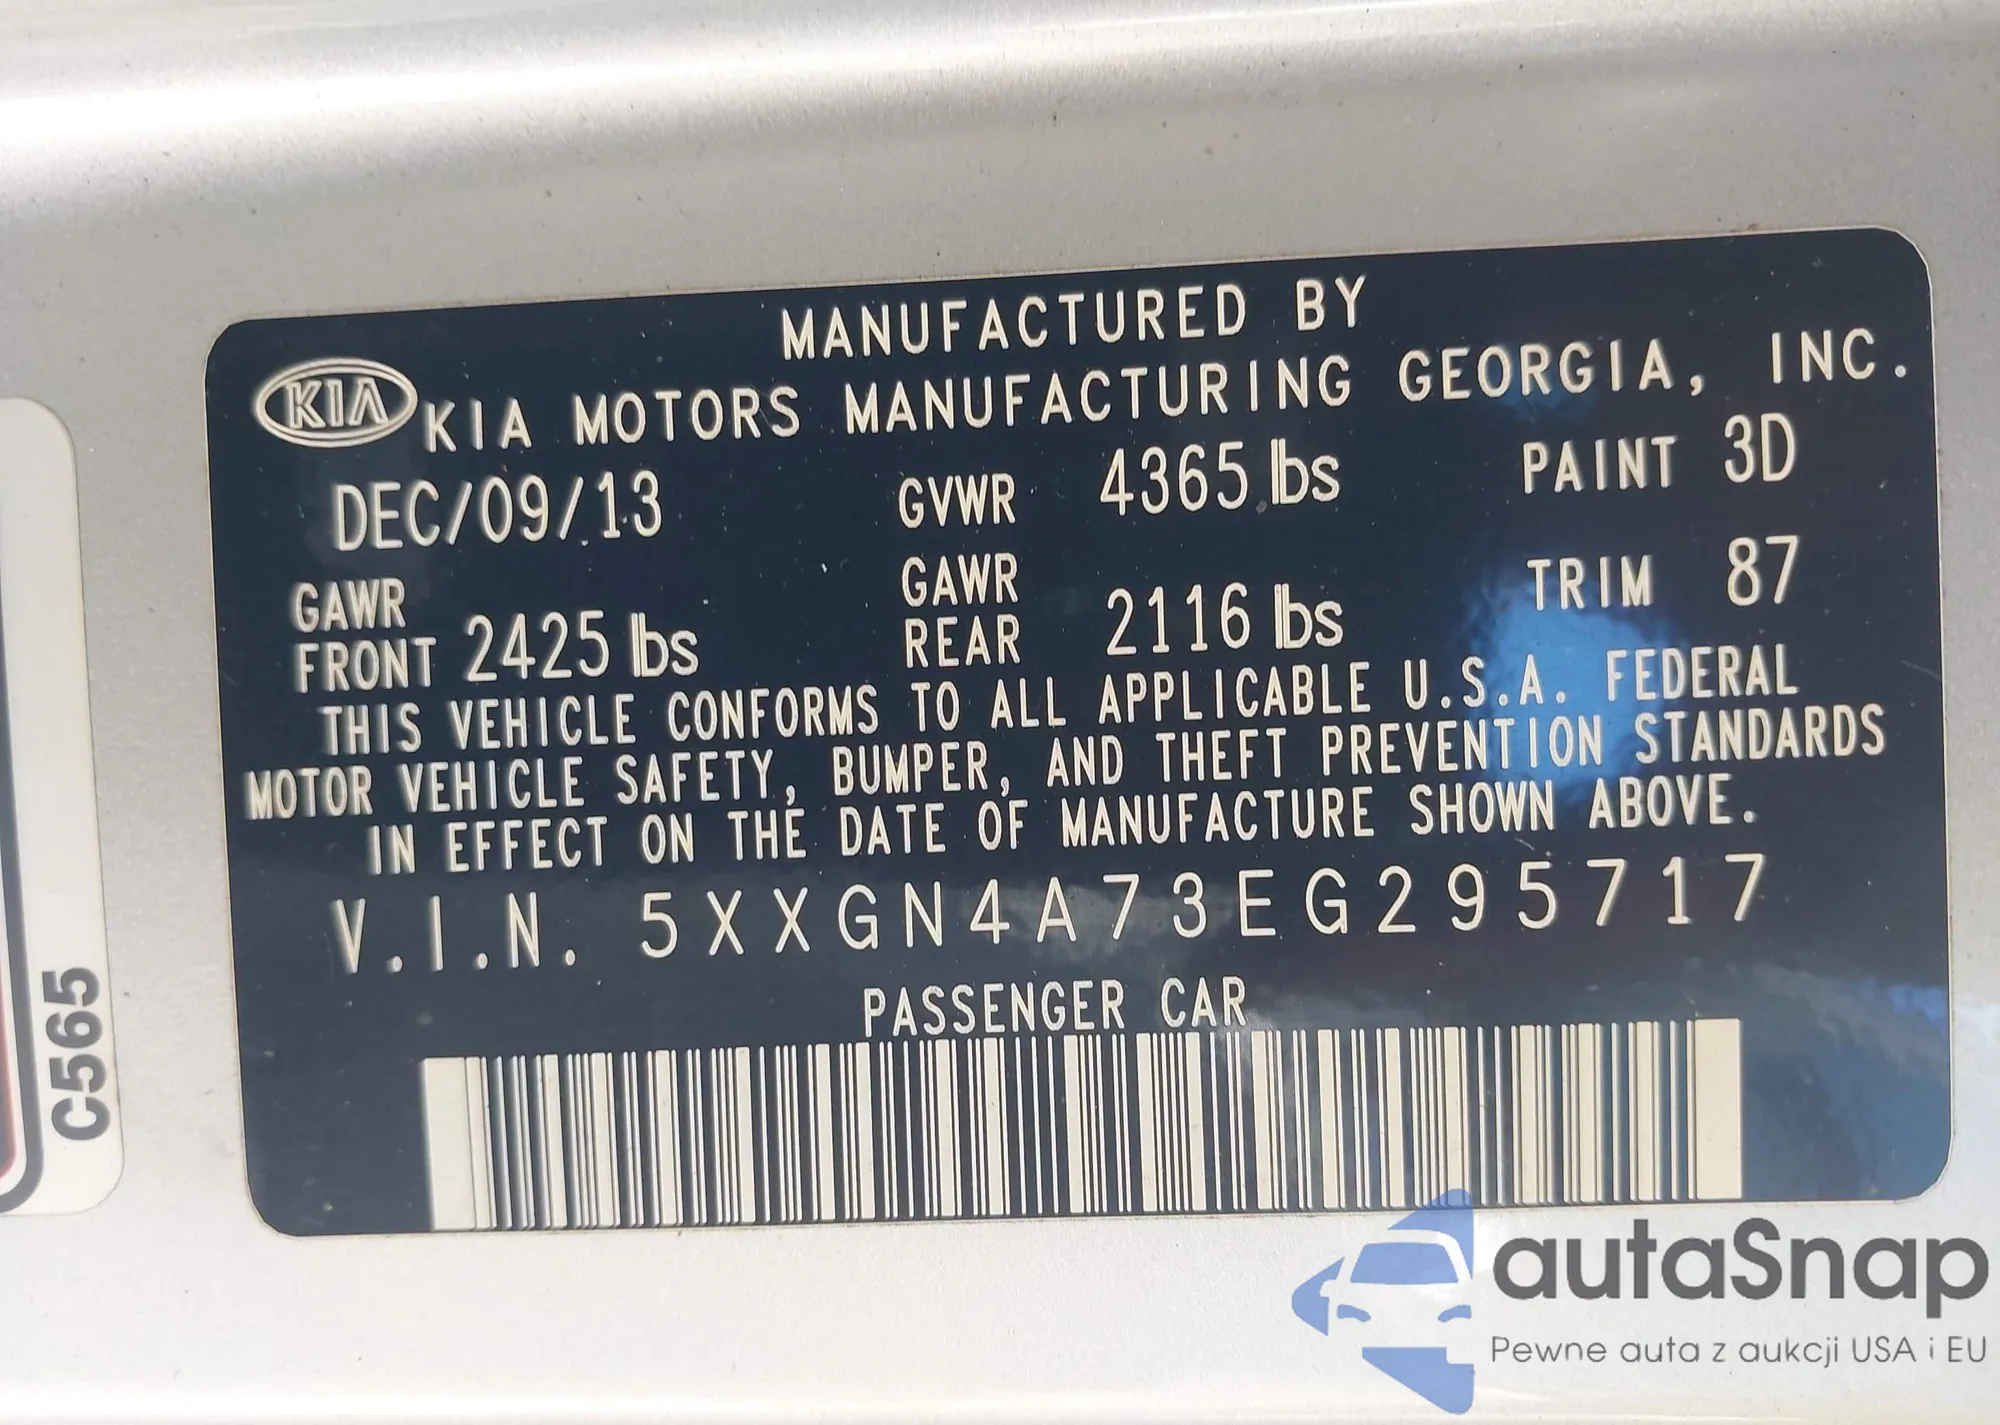 MANUFACTURED BY
KIA KIA MOTORS MANUFACTURING GEORGIA, INC.
DEC/09/13 GVWR 4365 lbs PAINT 3D
GAWR FRONT 2425 lbs GAWR REAR 2116 lbs TRIM 87
THIS VEHICLE CONFORMS TO ALL APPLICABLE U.S.A. FEDERAL
MOTOR VEHICLE SAFETY, BUMPER, AND THEFT PREVENTION STANDARDS
IN EFFECT ON THE DATE OF MANUFACTURE SHOWN ABOVE.
V.I.N. 5XXGN4A73EG295717
PASSENGER CAR
C565
autaSnap
Pewne auta z aukcji USA i EU